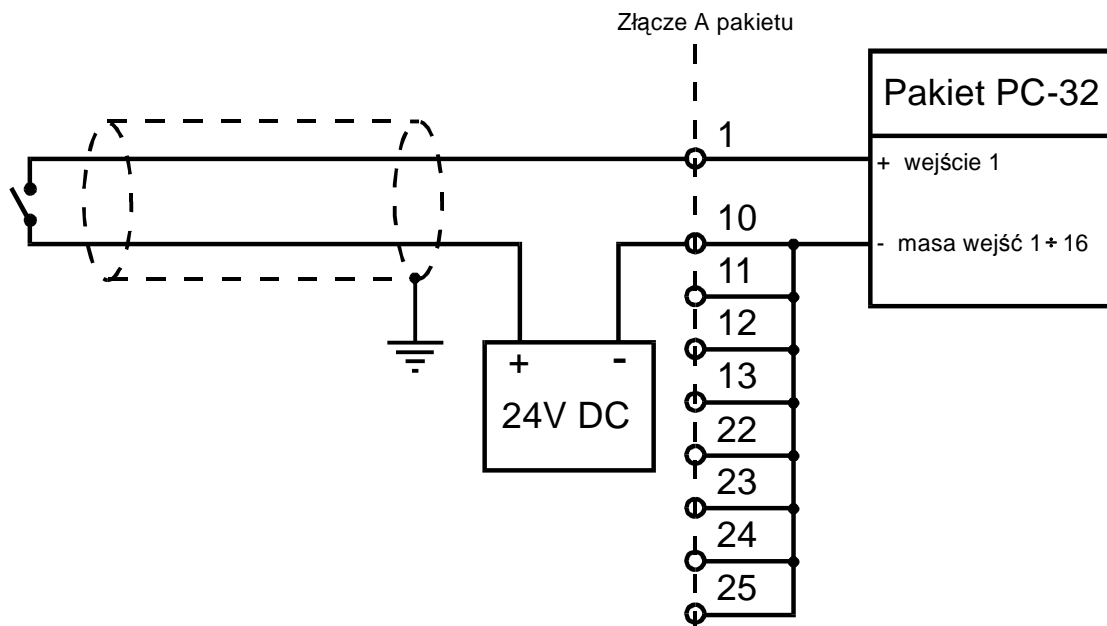 Złącze A pakietu
Pakiet PC-32
1
+ wejście 1
10
- masa wejść 1 ÷ 16
11
12
13
22
23
24
25
+ -
24V DC